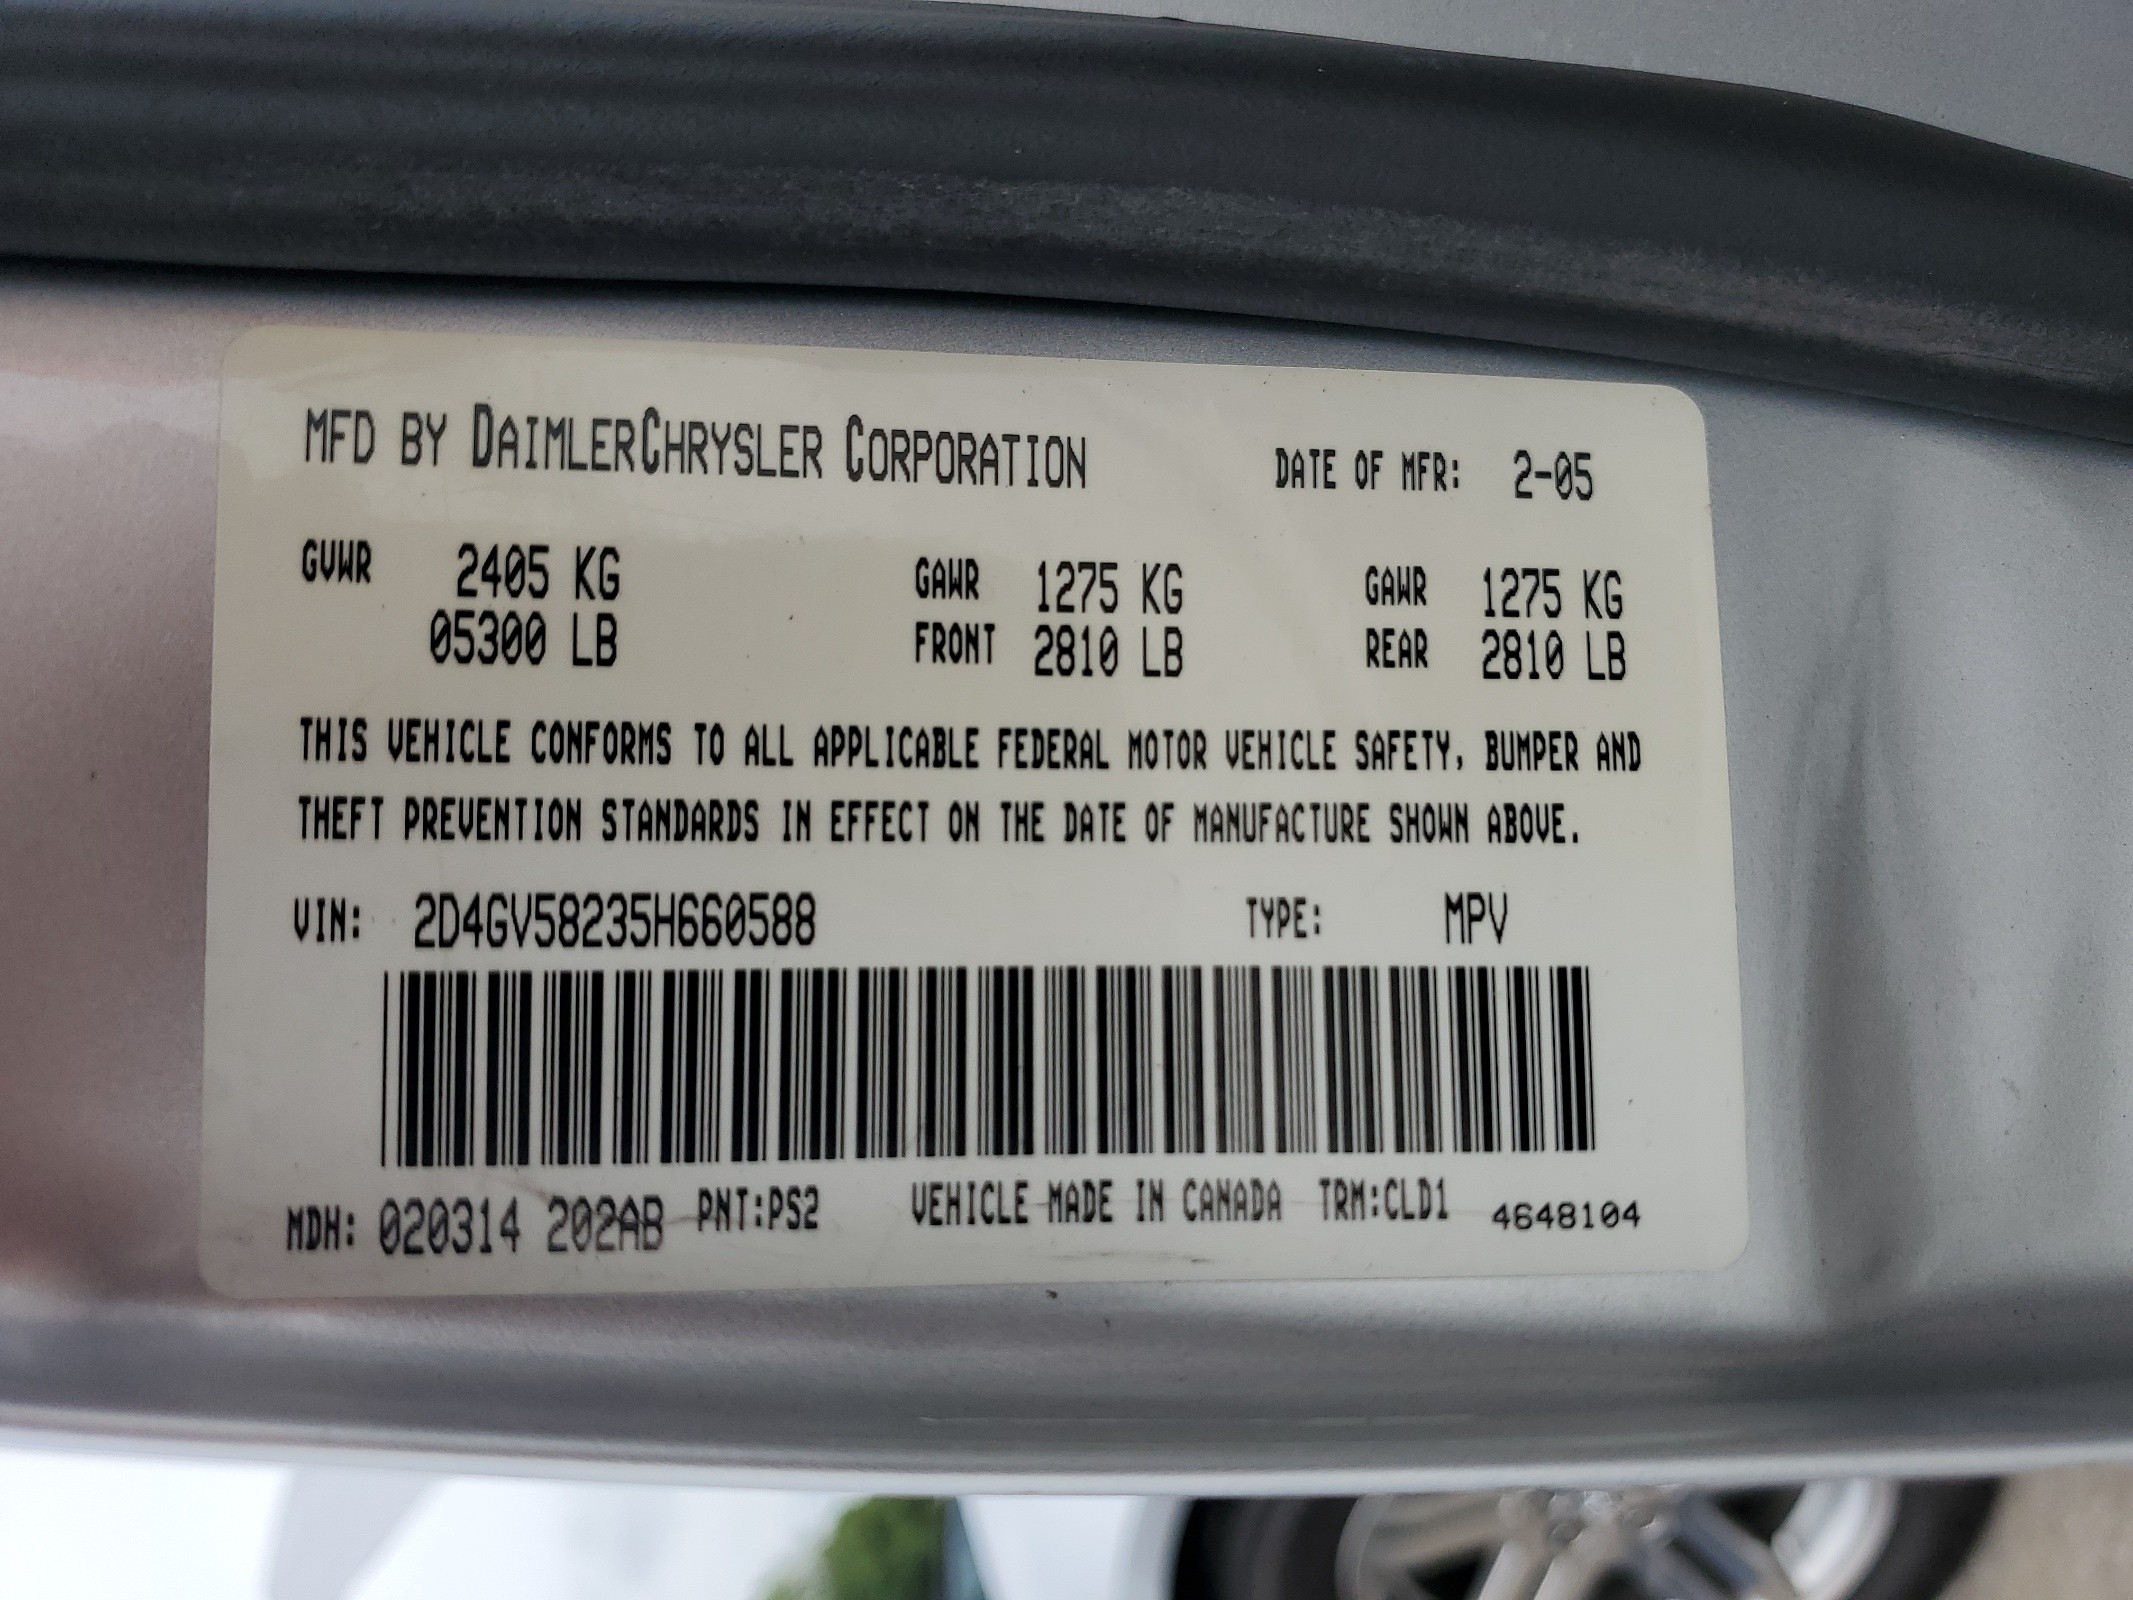 MFD BY DAIMLERCHRYSLER CORPORATION DATE OF MFR: 2-05
GVWR 2405 KG GAWR 1275 KG GAWR 1275 KG
05300 LB FRONT 2810 LB REAR 2810 LB
THIS VEHICLE CONFORMS TO ALL APPLICABLE FEDERAL MOTOR VEHICLE SAFETY, BUMPER AND
THEFT PREVENTION STANDARDS IN EFFECT ON THE DATE OF MANUFACTURE SHOWN ABOVE.
VIN: 2D4GV58235H660588 TYPE: MPV
MDH: 020314 202AB PNT:PS2 VEHICLE MADE IN CANADA TRM:CLD1 4648104